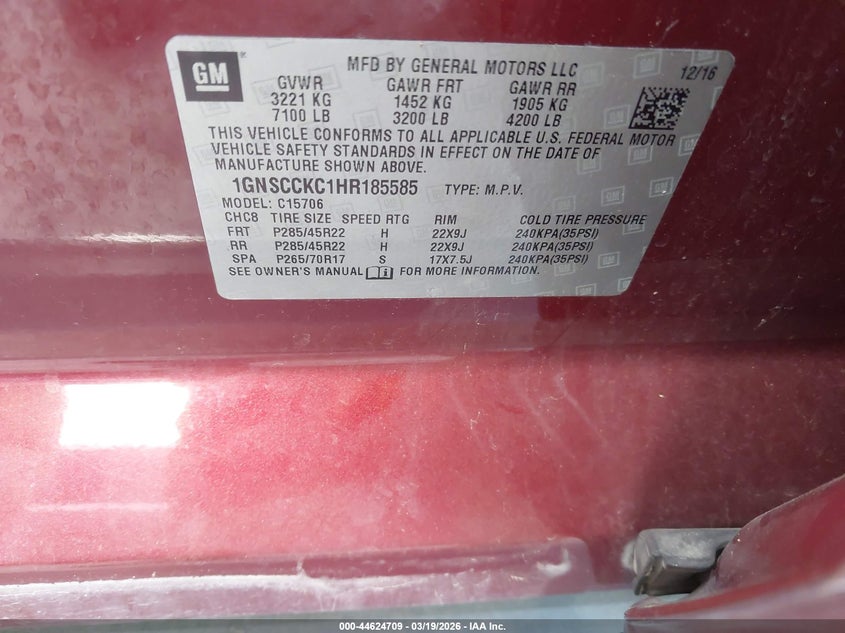 GM
MFD BY GENERAL MOTORS LLC 12/16
GVWR GAWR FRT GAWR RR
3221 KG 1452 KG 1905 KG
7100 LB 3200 LB 4200 LB
THIS VEHICLE CONFORMS TO ALL APPLICABLE U.S. FEDERAL MOTOR
VEHICLE SAFETY STANDARDS IN EFFECT ON THE DATE OF
MANUFACTURE SHOWN ABOVE.
1GNSCCKC1HR185585 TYPE: M.P.V.
MODEL: C15706
CHC8 TIRE SIZE SPEED RTG RIM COLD TIRE PRESSURE
FRT P285/45R22 H 22X9J 240KPA(35PSI)
RR P285/45R22 H 22X9J 240KPA(35PSI)
SPA P265/70R17 S 17X7.5J 240KPA(35PSI)
SEE OWNER'S MANUAL FOR MORE INFORMATION.
000-44624709 - 03/19/2026 - IAA Inc.